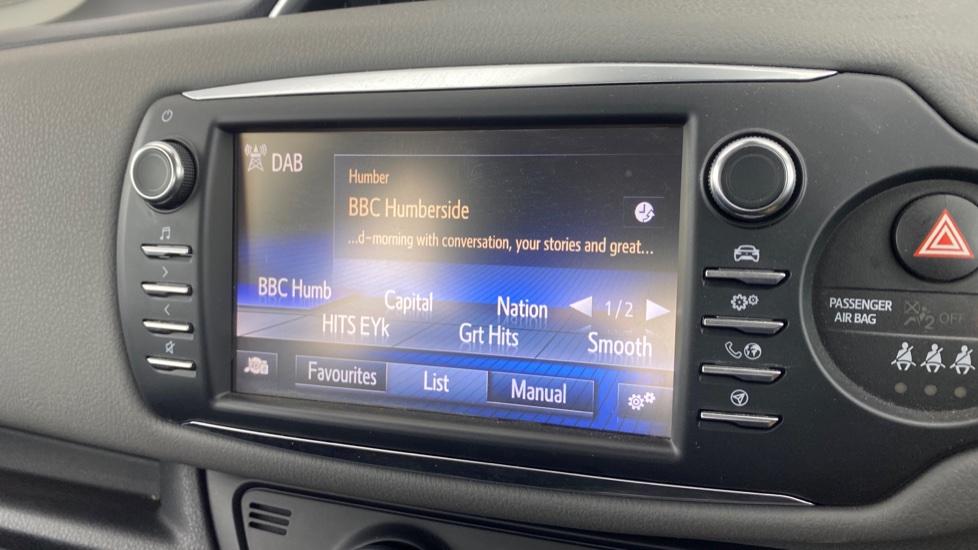 DAB
Humber
BBC Humberside
...d-morning with conversation, your stories and great...
BBC Humb
Capital
Nation
1/2
HITS EYk
Grt Hits
Smooth
Favourites
List
Manual
PASSENGER
AIR BAG
2 OFF